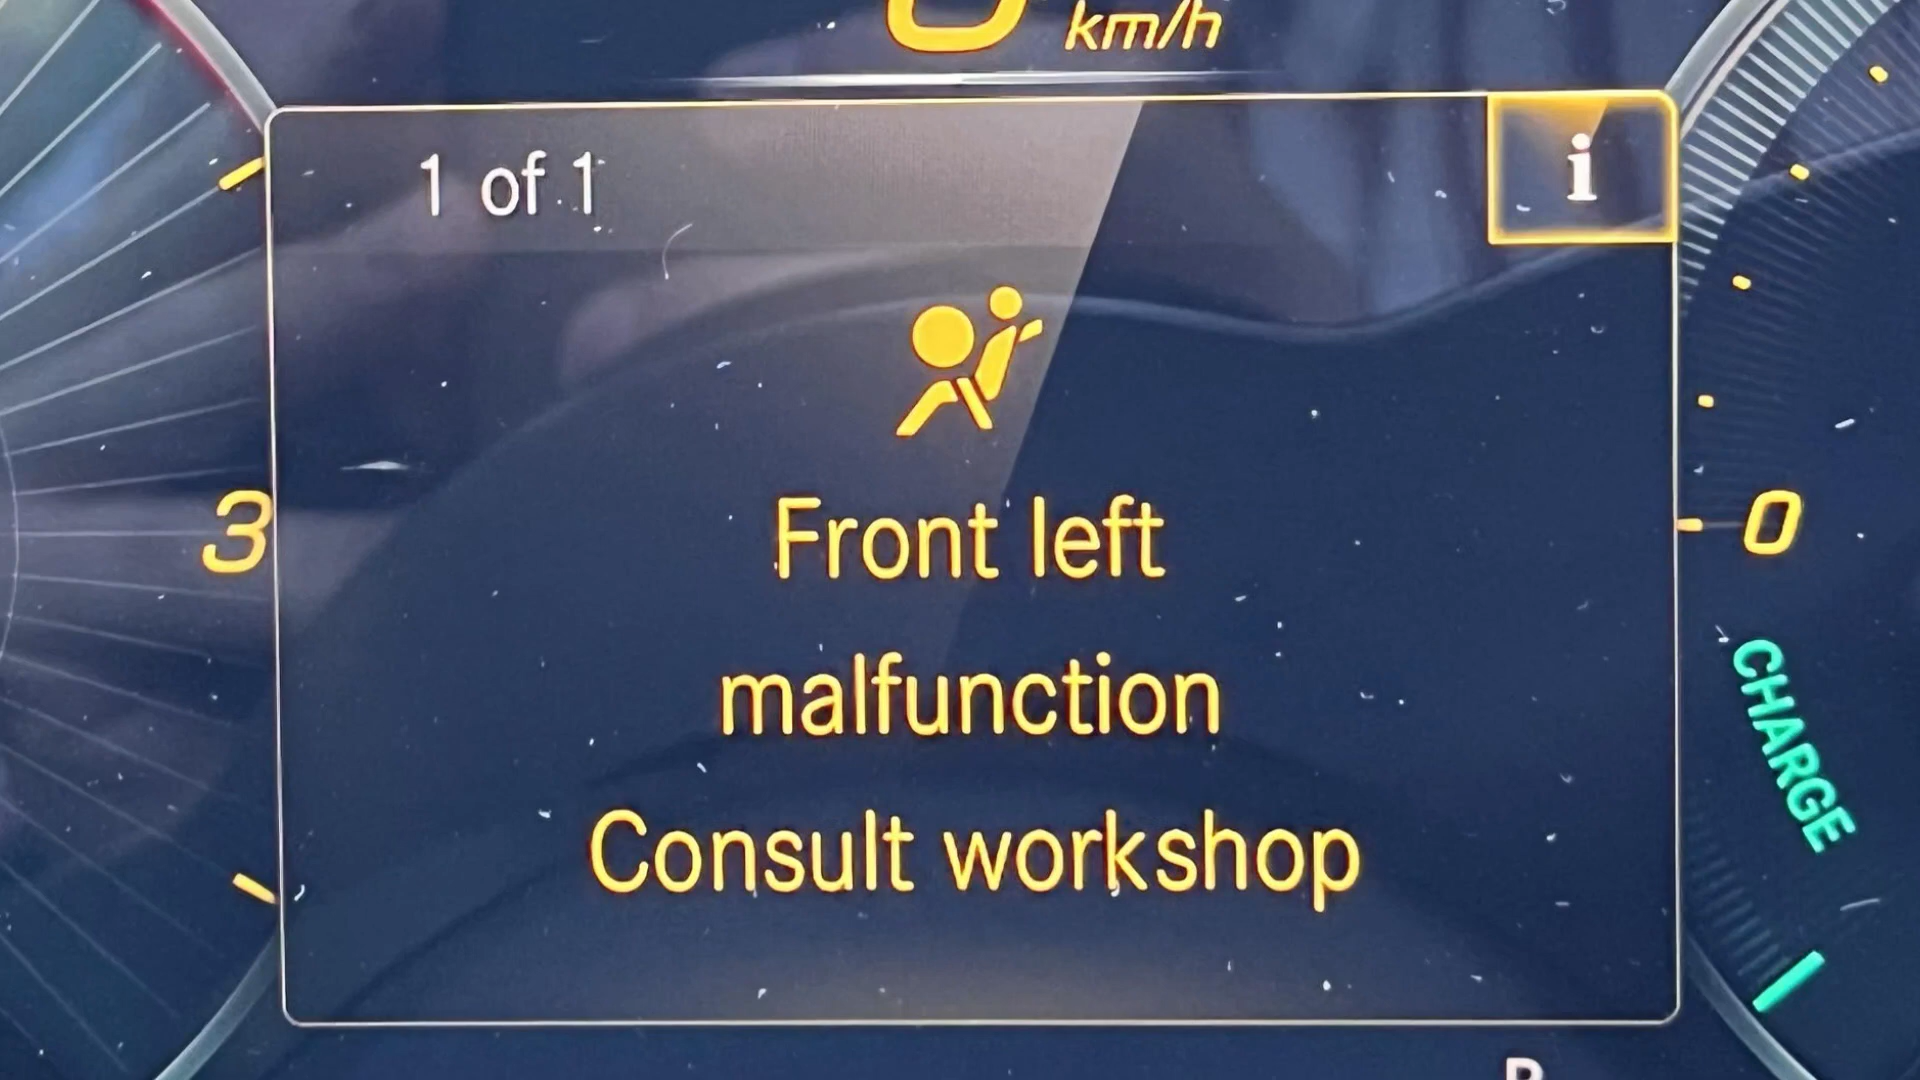 km/h
1 of 1
i
Front left
3
0
malfunction
CHARGE
Consult workshop